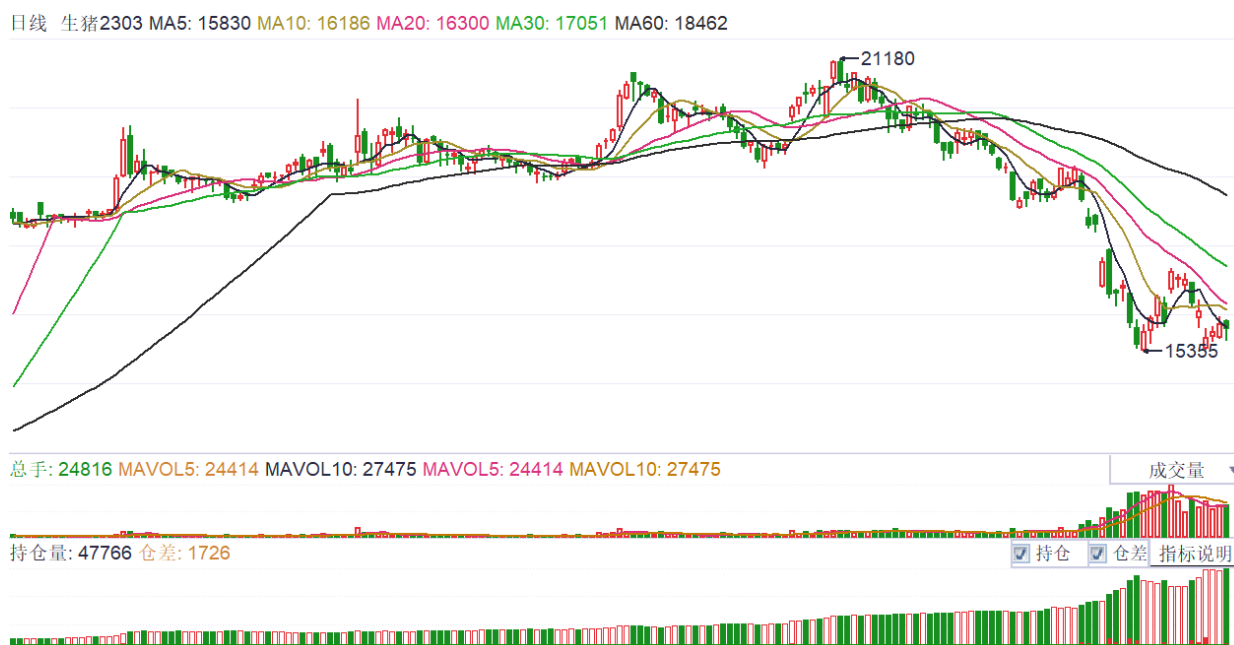 日线 生猪2303 MA5: 15830 MA10: 16186 MA20: 16300 MA30: 17051 MA60: 18462
21180
15355
总手: 24816 MAVOL5: 24414 MAVOL10: 27475 MAVOL5: 24414 MAVOL10: 27475
成交量
持仓量: 47766 仓差: 1726
持仓 仓差 指标说明